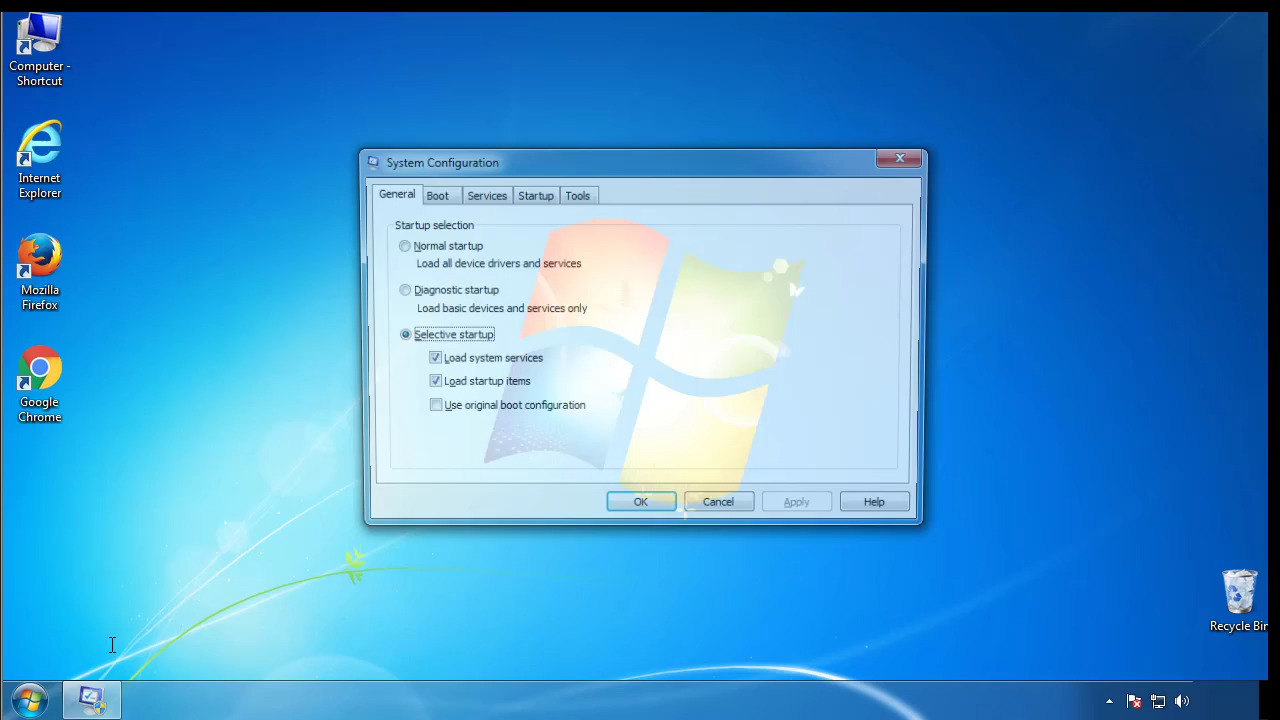 Computer -
Shortcut
Internet
Explorer
Mozilla
Firefox
Google
Chrome
System Configuration
General
Boot
Services
Startup
Tools
Startup selection
Normal startup
Load all device drivers and services
Diagnostic startup
Load basic devices and services only
Selective startup
Load system services
Load startup items
Use original boot configuration
OK
Cancel
Apply
Help
Recycle Bin